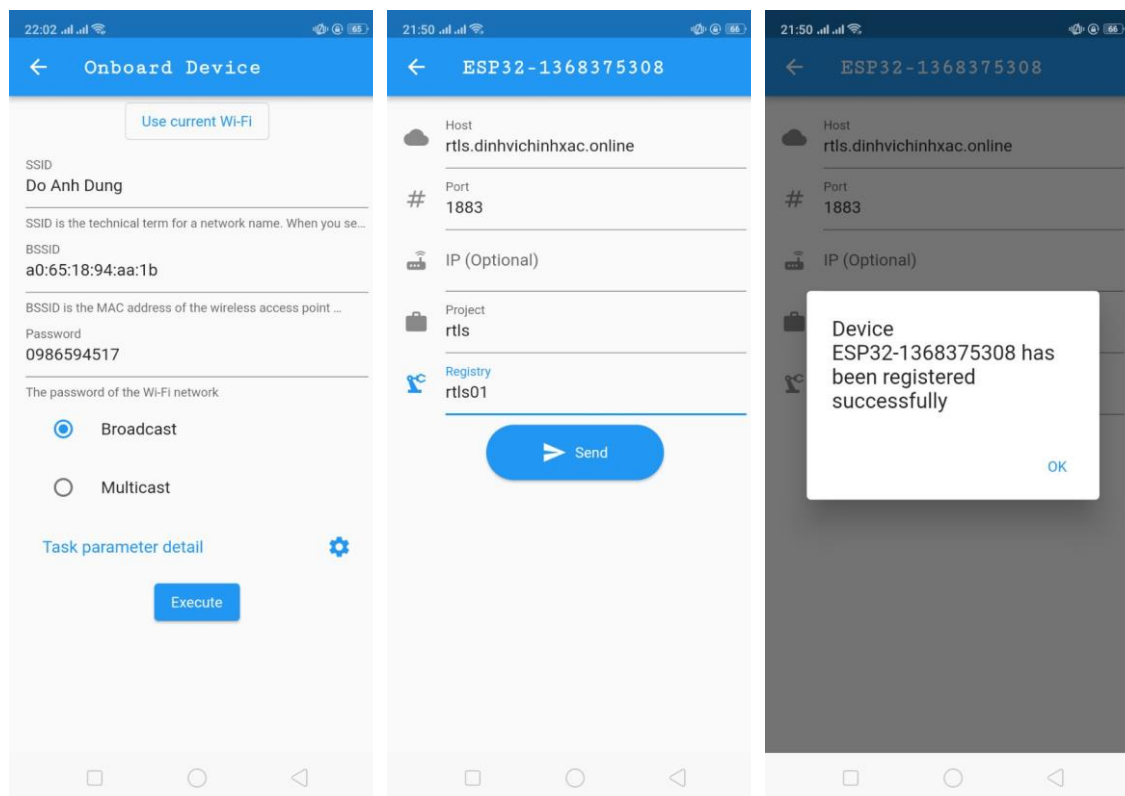 22:02
65
Onboard Device
Use current Wi-Fi
SSID
Do Anh Dung
SSID is the technical term for a network name. When you se...
BSSID
a0:65:18:94:aa:1b
BSSID is the MAC address of the wireless access point ...
Password
0986594517
The password of the Wi-Fi network
Broadcast
Multicast
Task parameter detail
Execute
21:50
66
ESP32-1368375308
Host
rtls.dinhvichinhxac.online
Port
# 1883
IP (Optional)
Project
rtls
Registry
rtls01
Send
21:50
66
ESP32-1368375308
Host
rtls.dinhvichinhxac.online
Port
# 1883
IP (Optional)
Device
ESP32-1368375308 has
been registered
successfully
OK